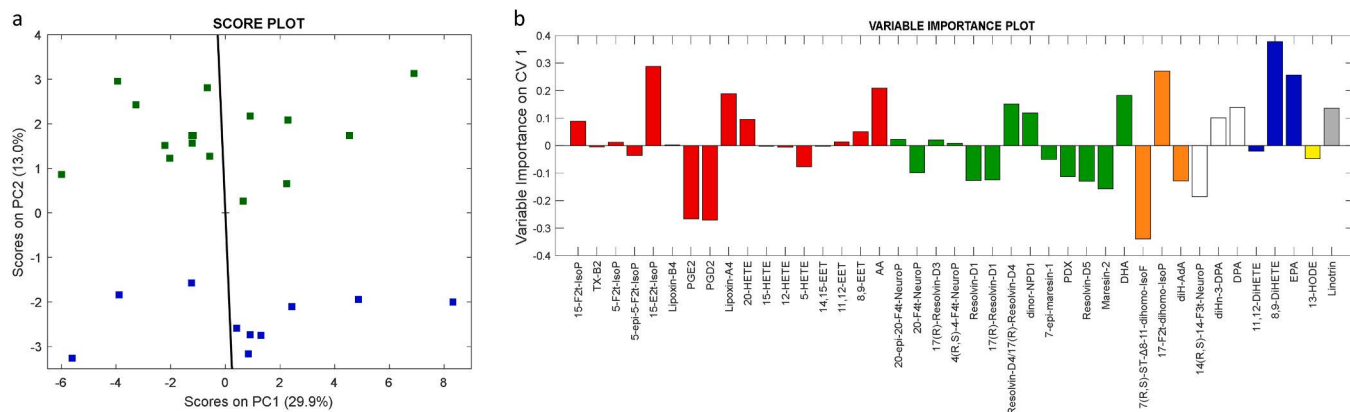 a
SCORE PLOT
4
3
2
1
0
-1
-2
-3
Scores on PC2 (13.0%)
-6
-4
-2
0
2
4
6
8
Scores on PC1 (29.9%)
b
VARIABLE IMPORTANCE PLOT
0.4
0.3
0.2
0.1
0
-0.1
-0.2
-0.3
-0.4
Variable Importance on CV 1
15-F2t-IsoP
TX-B2
5-F2t-IsoP
5-epi-5-F2t-IsoP
15-E2t-IsoP
Lipoxin-B4
PGE2
PGD2
Lipoxin-A4
20-HETE
15-HETE
12-HETE
5-HETE
14,15-EET
11,12-EET
8,9-EET
AA
20-epi-20-F4t-NeuroP
20-F4t-NeuroP
17(R)-Resolvin-D3
4(R,S)-4-F4t-NeuroP
Resolvin-D1
17(R)-Resolvin-D1
Resolvin-D4/17(R)-Resolvin-D4
dinor-NPD1
7-epi-maresin-1
PDX
Resolvin-D5
Maresin-2
DHA
7(R,S)-ST-Δ8-11-dihomo-IsoF
17-F2t-dihomo-IsoP
diH-AdA
14(R,S)-14-F3t-NeuroP
diHn-3-DPA
DPA
11,12-DiHETE
8,9-DiHETE
EPA
13-HODE
Linotrin